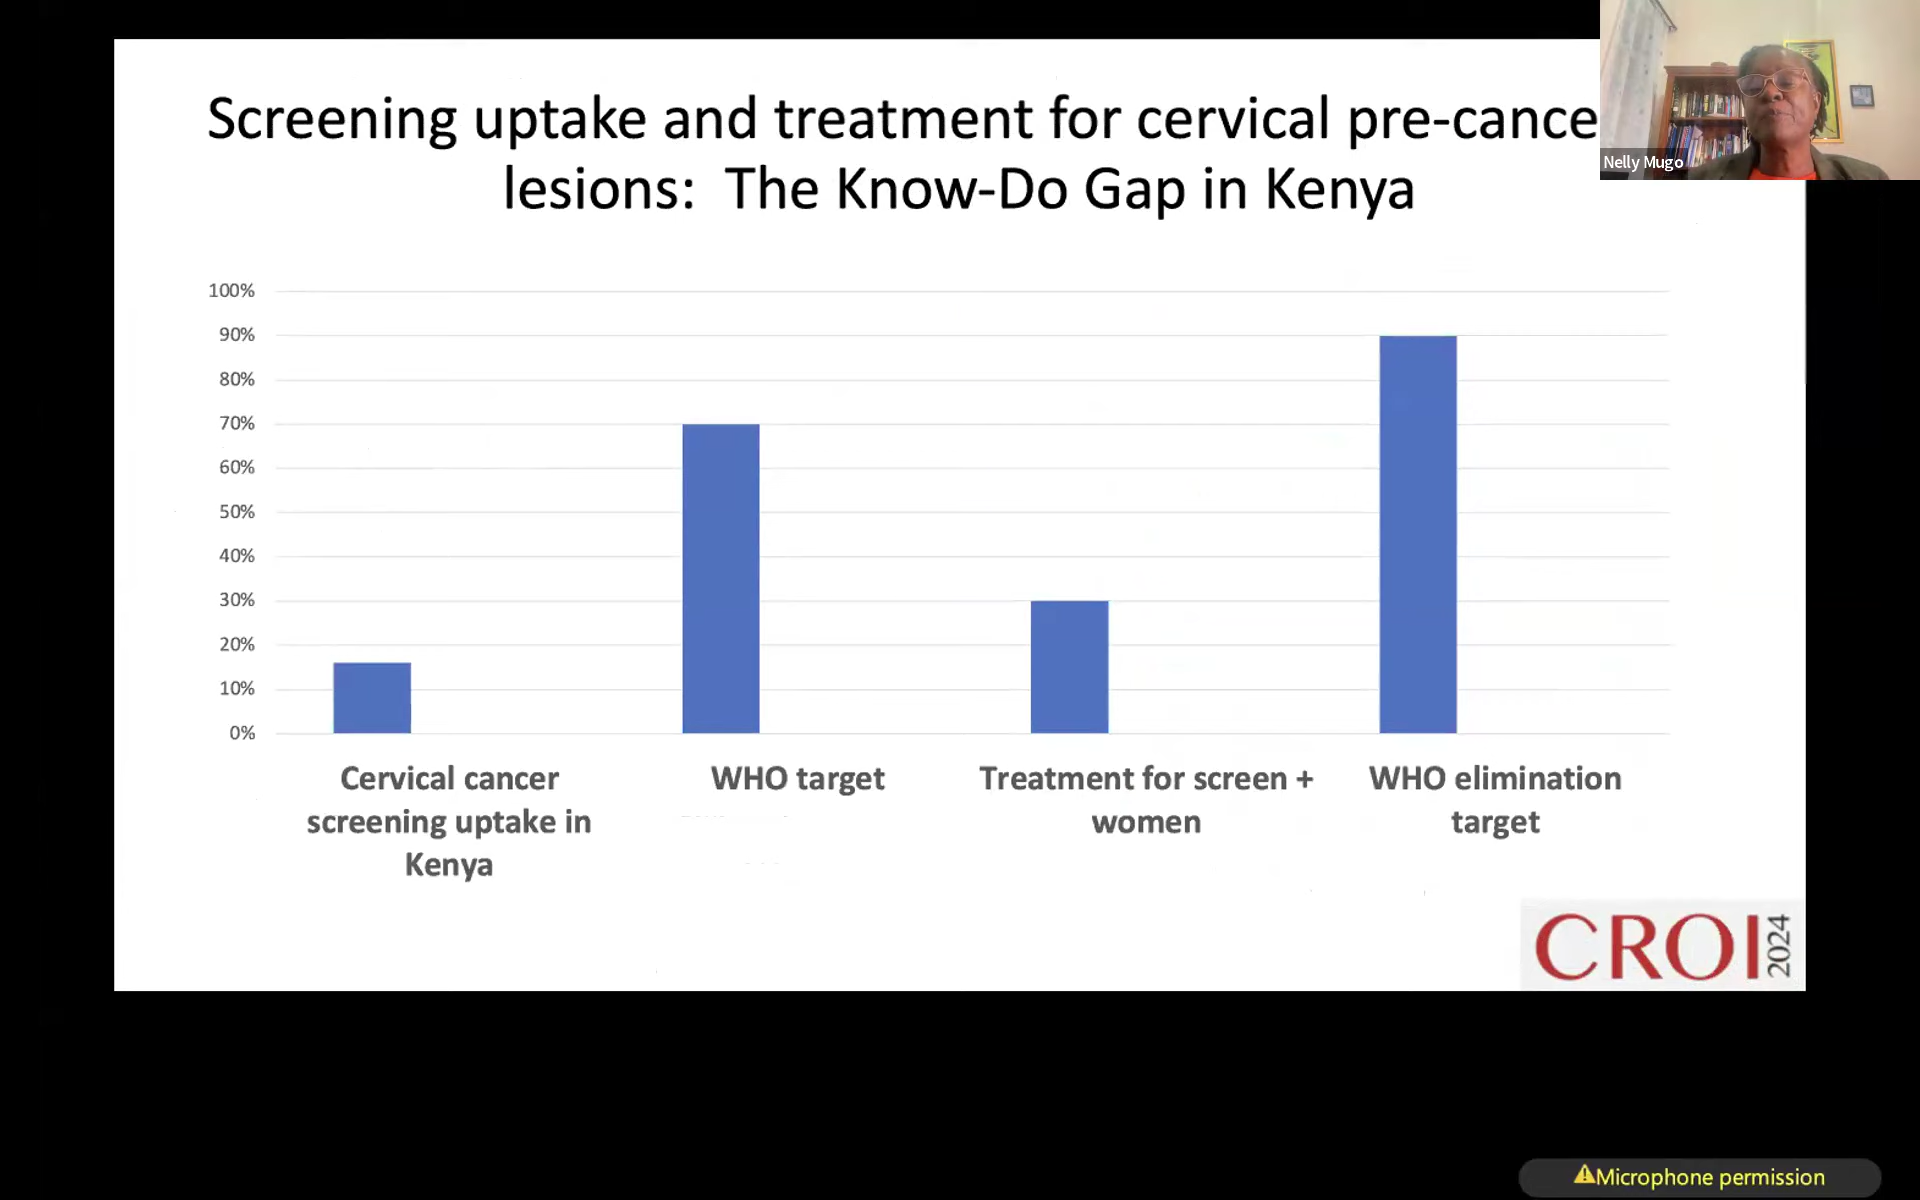 Screening uptake and treatment for cervical pre-cance
lesions: The Know-Do Gap in Kenya
Nelly Mugo
100%
90%
80%
70%
60%
50%
40%
30%
20%
10%
0%
Cervical cancer
screening uptake in
Kenya
WHO target
Treatment for screen +
women
WHO elimination
target
CROI 2024
Microphone permission